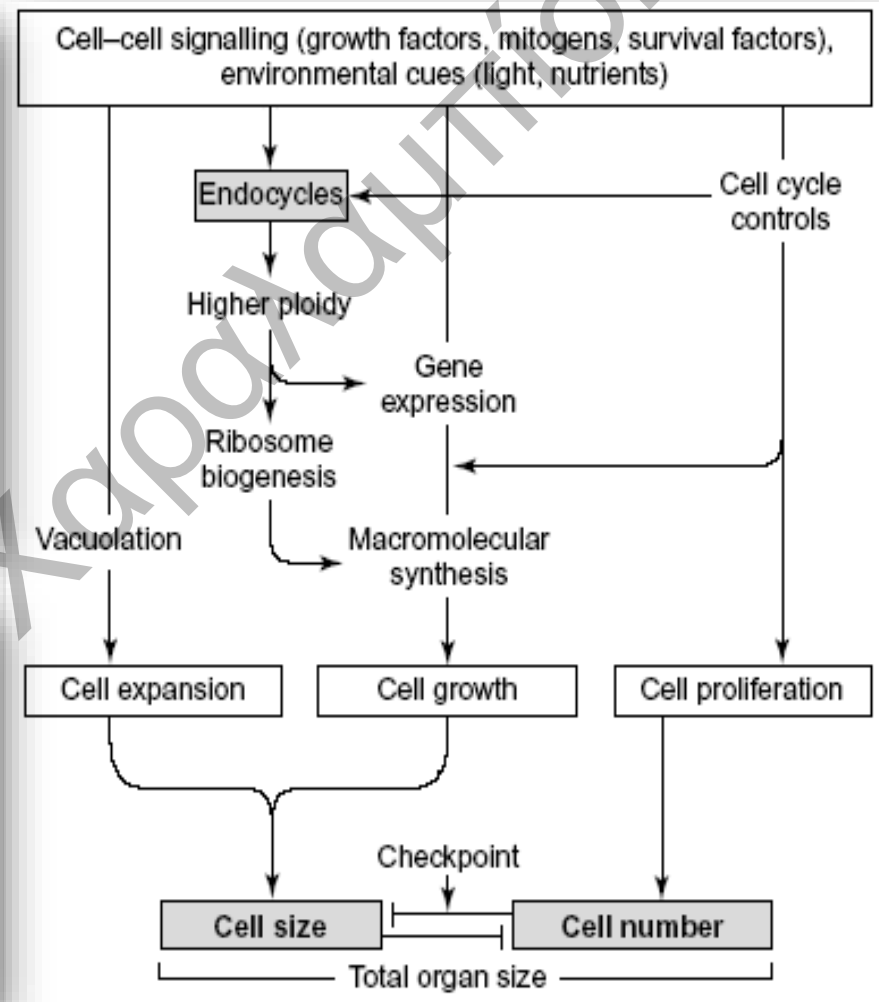 Cell–cell signalling (growth factors, mitogens, survival factors),
environmental cues (light, nutrients)
Endocycles
Cell cycle
controls
Higher ploidy
Gene
expression
Ribosome
biogenesis
Vacuolation
Macromolecular
synthesis
Cell expansion
Cell growth
Cell proliferation
Checkpoint
Cell size
Cell number
Total organ size